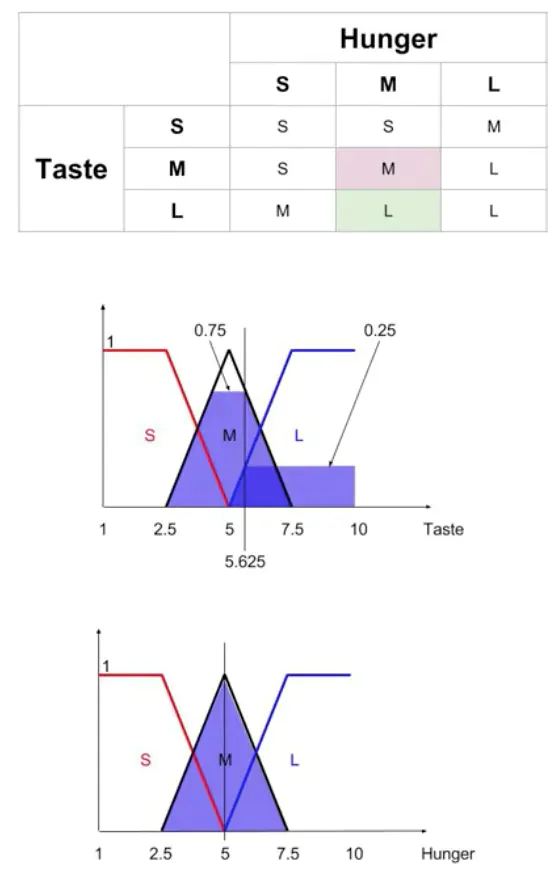 Hunger
S M L
S S S M
Taste M S M L
L M L L
0.75 0.25
1
S M L
1 2.5 5 7.5 10 Taste
5.625
1
S M L
1 2.5 5 7.5 10 Hunger